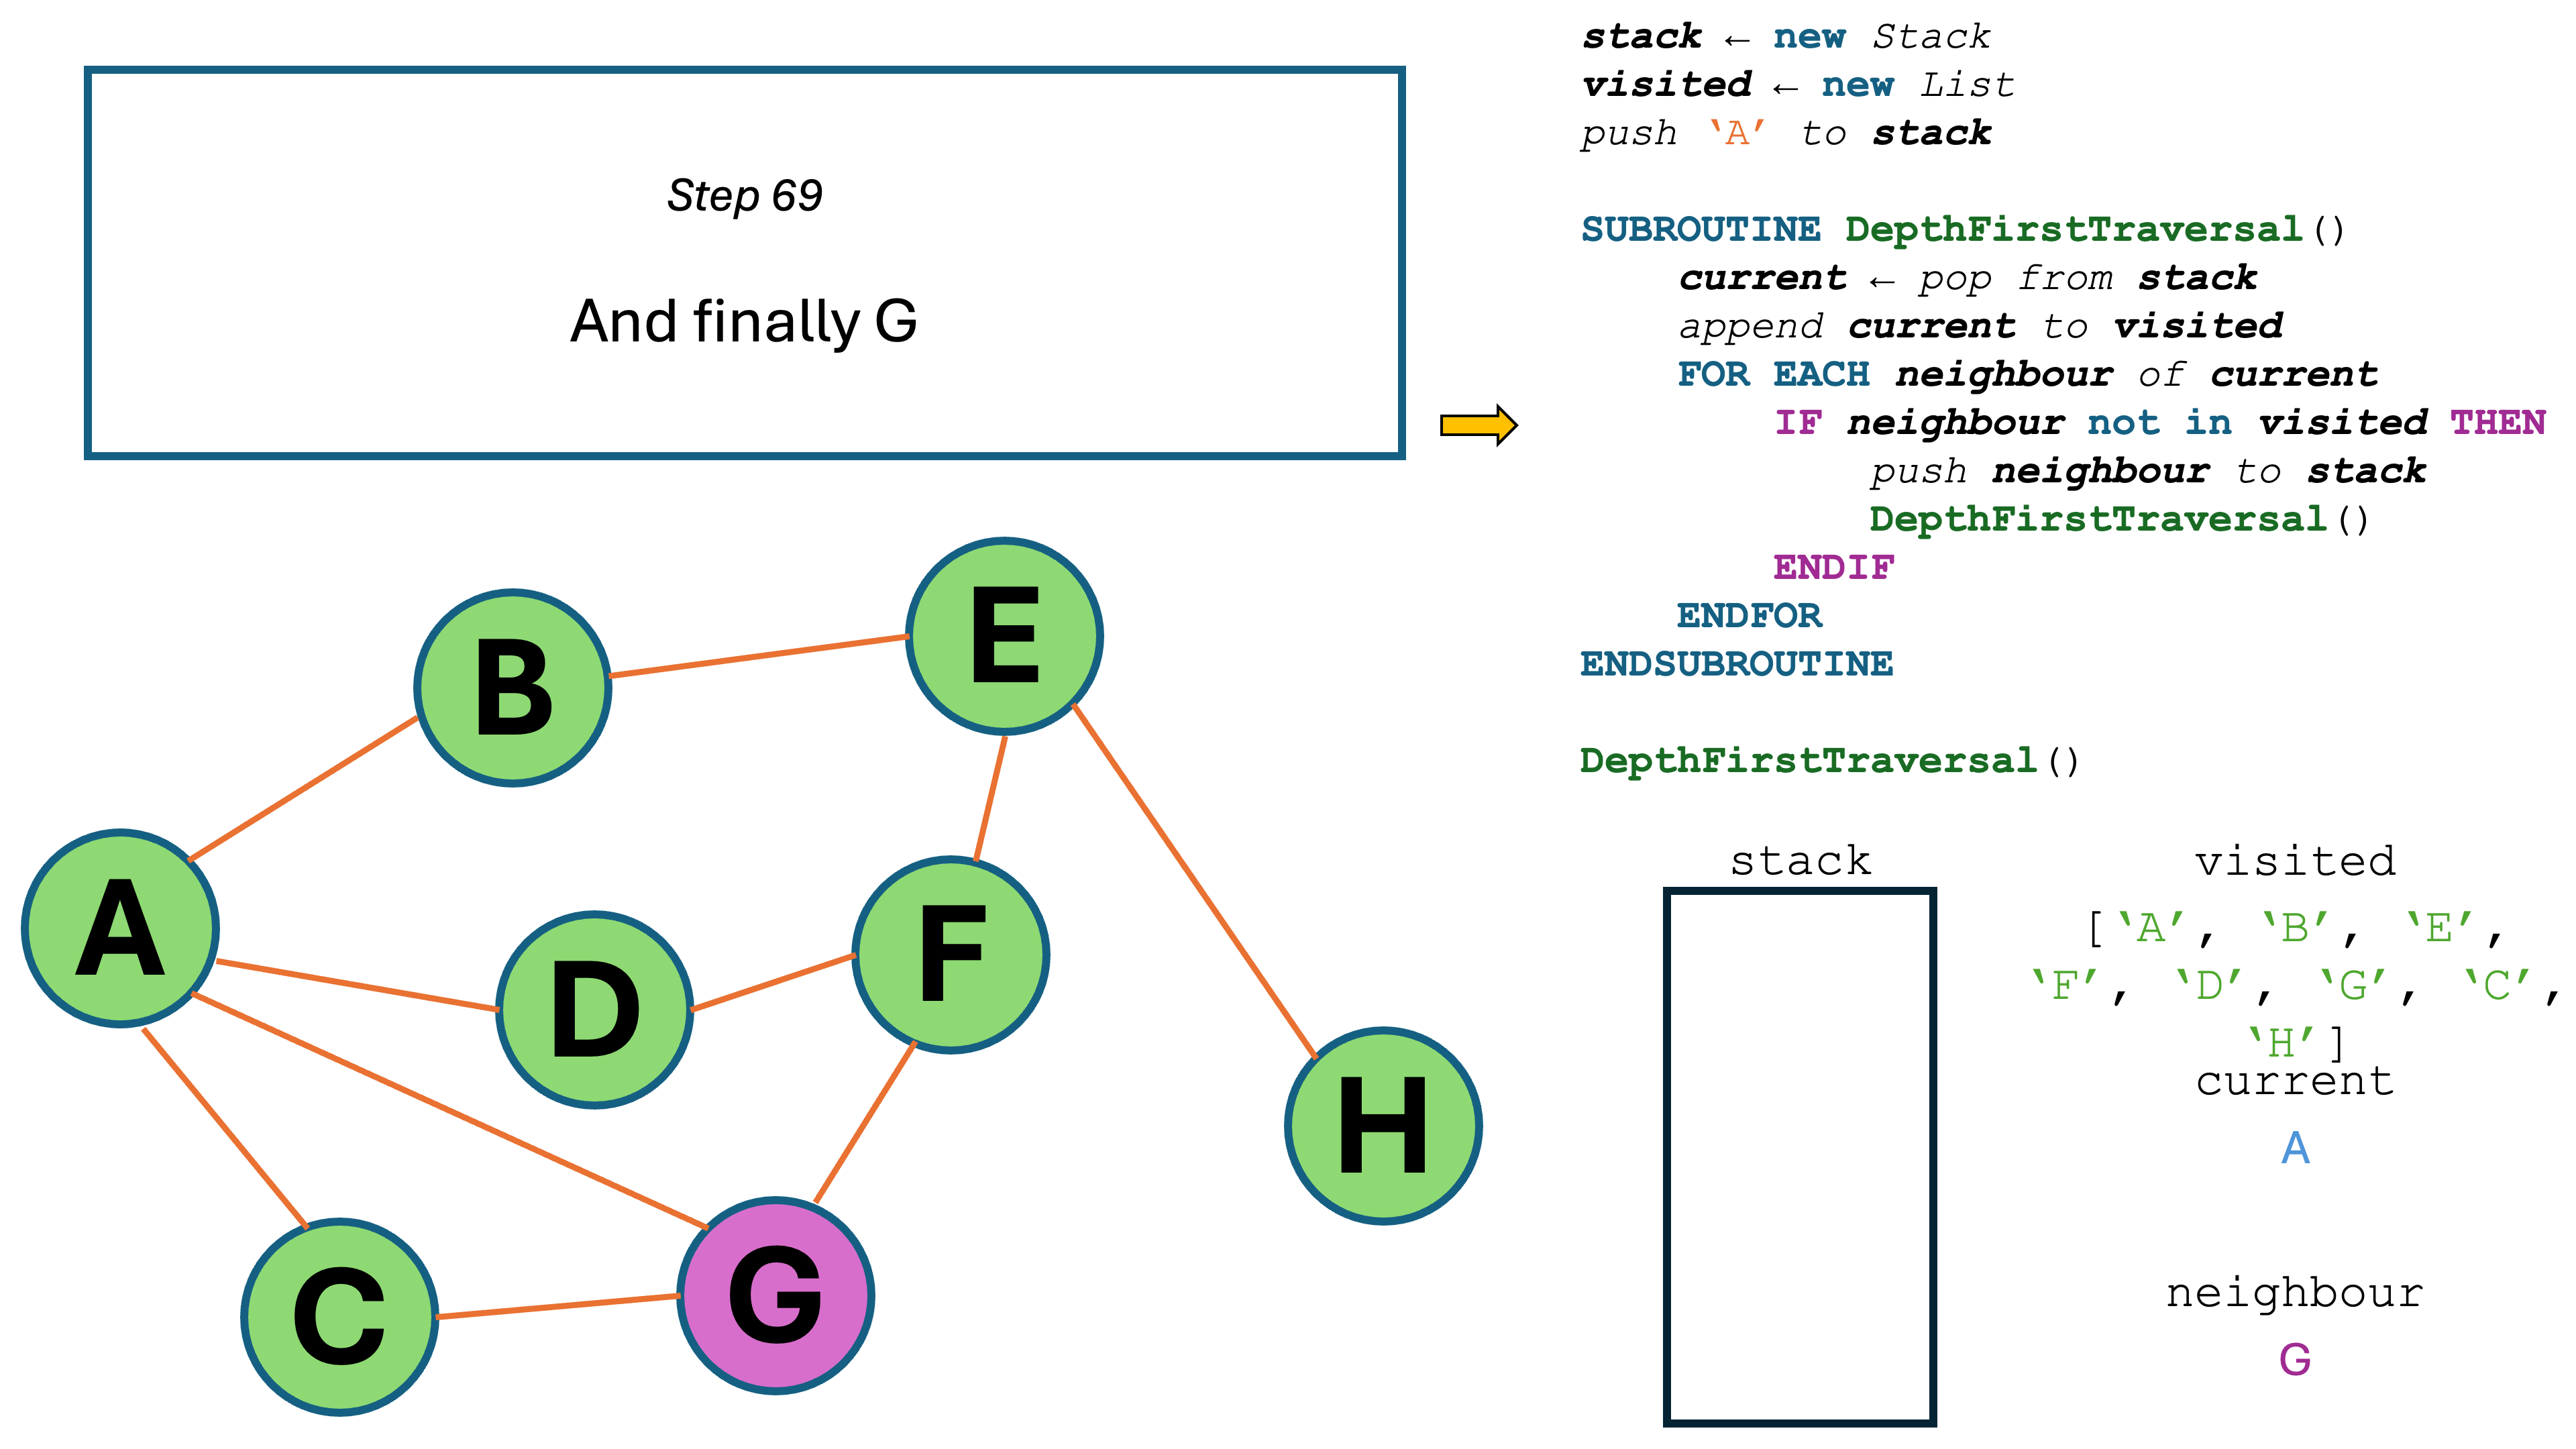 Step 69
And finally G
stack ← new Stack
visited ← new List
push ‘A’ to stack
SUBROUTINE DepthFirstTraversal()
current ← pop from stack
append current to visited
FOR EACH neighbour of current
IF neighbour not in visited THEN
push neighbour to stack
DepthFirstTraversal()
ENDIF
ENDFOR
ENDSUBROUTINE
DepthFirstTraversal()
E
B
A
F
D
H
G
C
stack
visited
[‘A’, ‘B’, ‘E’,
‘F’, ‘D’, ‘G’, ‘C’,
‘H’]
current
A
neighbour
G